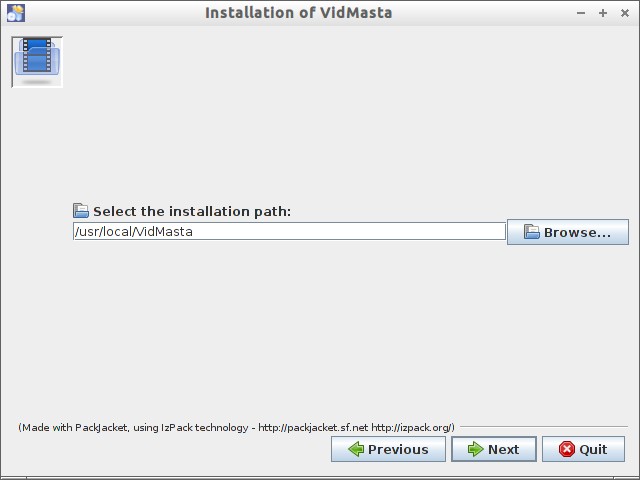 Installation of VidMasta
Select the installation path:
/usr/local/VidMasta
Browse...
(Made with PackJacket, using IzPack technology - http://packjacket.sf.net http://izpack.org/)
Previous
Next
Quit